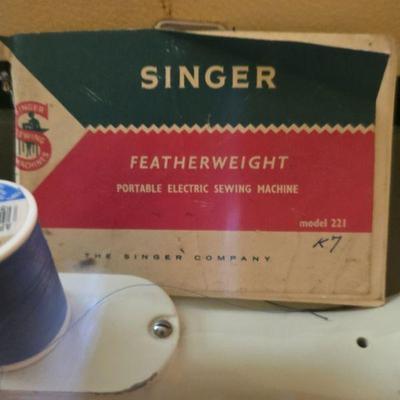 SINGER
SINGER
SEWING
MACHINES
FEATHERWEIGHT
PORTABLE ELECTRIC SEWING MACHINE
model 221
K7
THE SINGER COMPANY